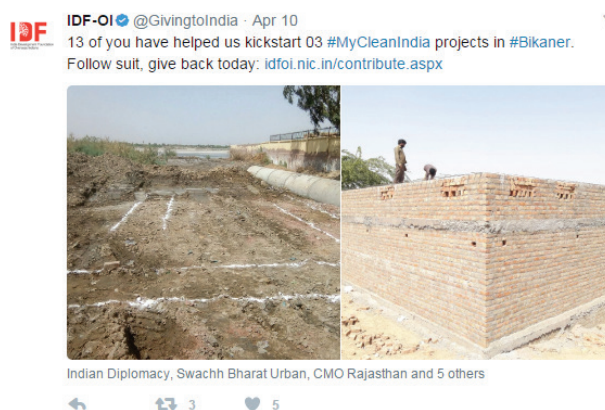 IDF-OI @GivingtoIndia · Apr 10
IDF
13 of you have helped us kickstart 03 #MyCleanIndia projects in #Bikaner.
Follow suit, give back today: idfoi.nic.in/contribute.aspx
Indian Diplomacy, Swachh Bharat Urban, CMO Rajasthan and 5 others
3 5